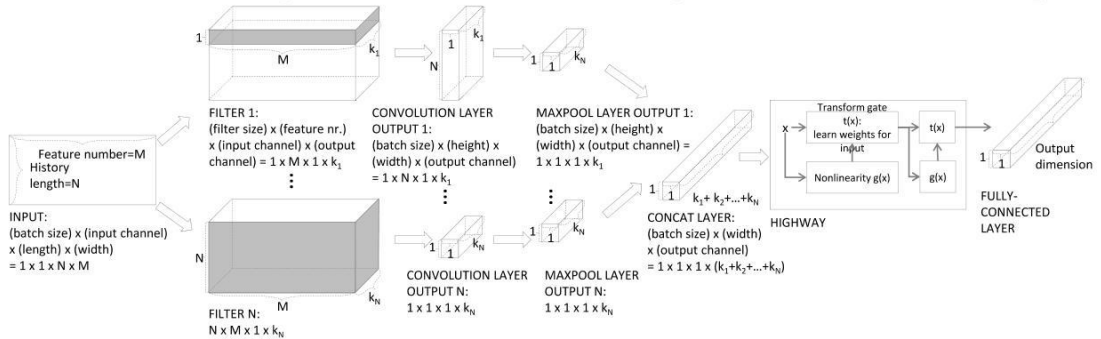 Feature number=M
History
length=N
INPUT:
(batch size) x (input channel)
x (length) x (width)
= 1 x 1 x N x M
1
M
k1
FILTER 1:
(filter size) x (feature nr.)
x (input channel) x (output
channel) = 1 x M x 1 x k1
N
M
kN
FILTER N:
N x M x 1 x kN
1
k1
N
CONVOLUTION LAYER
OUTPUT 1:
(batch size) x (height) x
(width) x (output channel)
= 1 x N x 1 x k1
1
1
kN
CONVOLUTION LAYER
OUTPUT N:
1 x 1 x 1 x kN
1
1
kN
MAXPOOL LAYER OUTPUT 1:
(batch size) x (height) x
(width) x (output channel) =
1 x 1 x 1 x k1
1
1
kN
MAXPOOL LAYER
OUTPUT N:
1 x 1 x 1 x kN
1
1
k1+ k2+...+kN
CONCAT LAYER:
(batch size) x (width)
x (output channel)
= 1 x 1 x 1 x (k1+k2+...+kN)
x
Transform gate
t(x):
learn weights for
input
Nonlinearity g(x)
t(x)
g(x)
HIGHWAY
1
1
Output
dimension
FULLY-
CONNECTED
LAYER